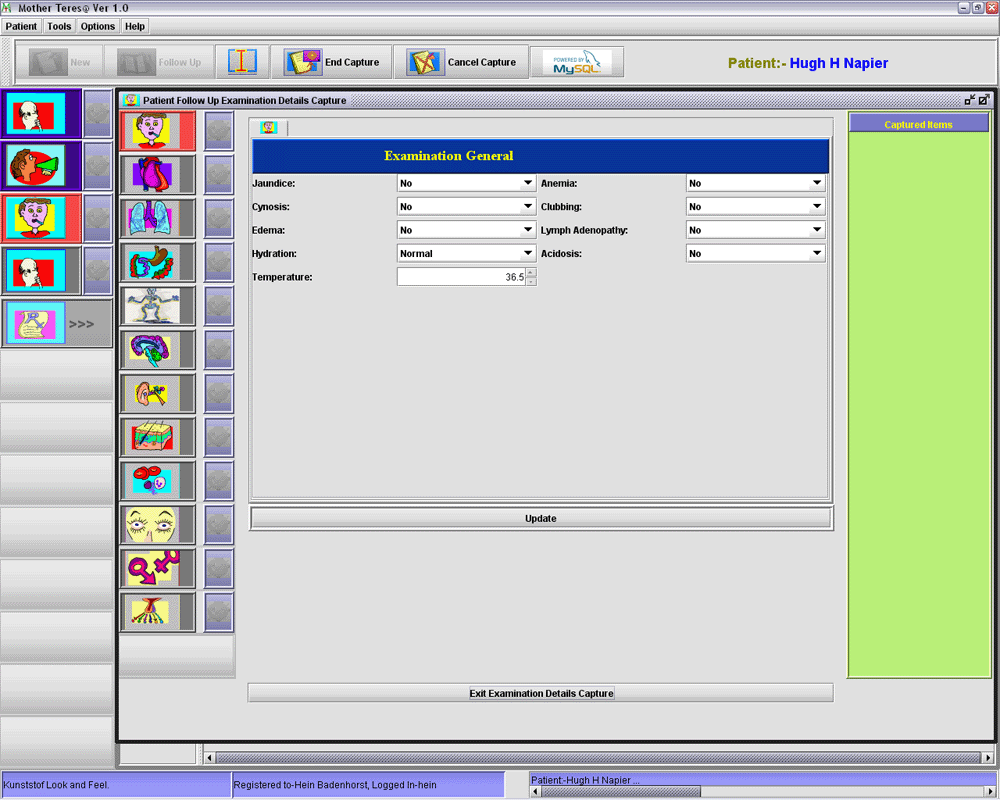 Mother Teres@ Ver 1.0
Patient Tools Options Help
New Follow Up End Capture Cancel Capture POWERED BY MySQL Patient:- Hugh H Napier
Patient Follow Up Examination Details Capture
Captured Items
Examination General
Jaundice: No Anemia: No
Cynosis: No Clubbing: No
Edema: No Lymph Adenopathy: No
Hydration: Normal Acidosis: No
Temperature: 36.5
>>>
Update
Exit Examination Details Capture
Kunststof Look and Feel. Registered to-Hein Badenhorst, Logged In-hein Patient:-Hugh H Napier ...